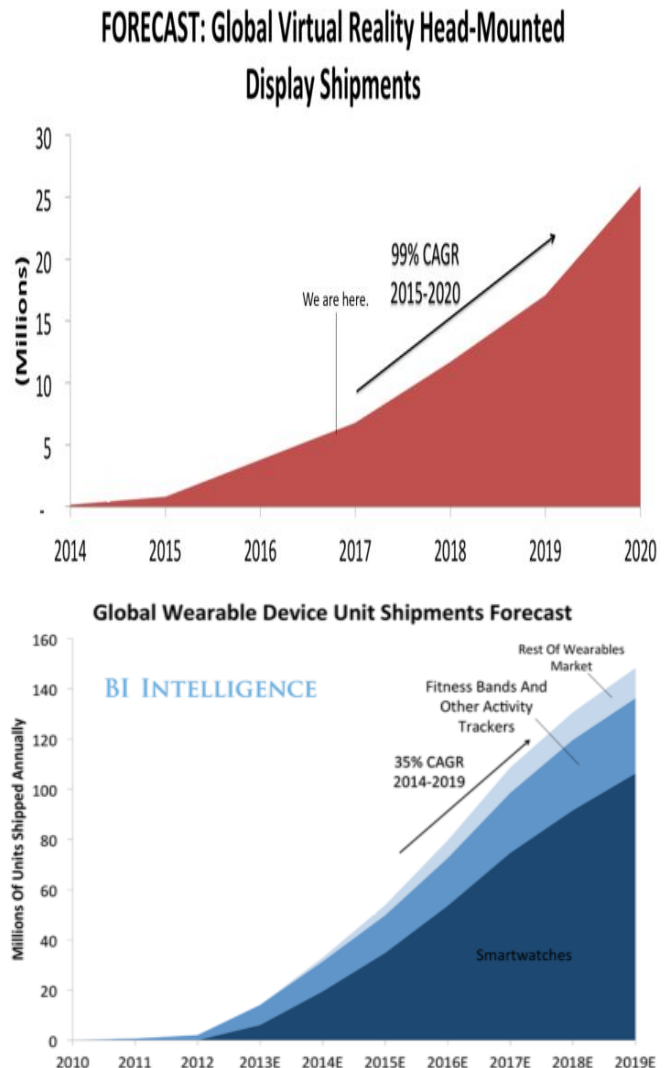 FORECAST: Global Virtual Reality Head-Mounted
Display Shipments
30
25
20
15
10
5
-
(Millions)
99% CAGR
2015-2020
We are here.
2014 2015 2016 2017 2018 2019 2020
Global Wearable Device Unit Shipments Forecast
160
140
120
100
80
60
40
20
0
Millions Of Units Shipped Annually
BI INTELLIGENCE
Rest Of Wearables
Market
Fitness Bands And
Other Activity
Trackers
35% CAGR
2014-2019
Smartwatches
2010 2011 2012 2013E 2014E 2015E 2016E 2017E 2018E 2019E